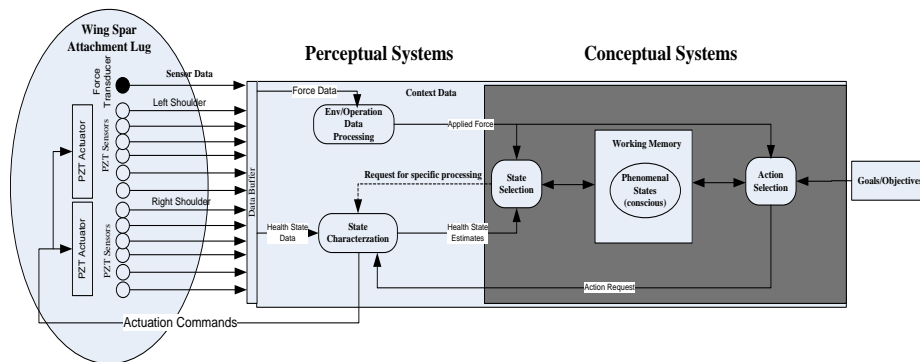 Wing Spar
Attachment Lug
Perceptual Systems
Conceptual Systems
Force
Transducer
Sensor Data
Left Shoulder
PZT Actuator
PZT Sensors
Right Shoulder
PZT Actuator
PZT Sensors
Data Buffer
Force Data
Context Data
Env/Operation
Data
Processing
Applied Force
Request for specific processing
State
Selection
Working Memory
Phenomenal
States
(conscious)
Action
Selection
Goals/Objectives
Health State
Data
State
Characterzation
Health State
Estimates
Action Request
Actuation Commands